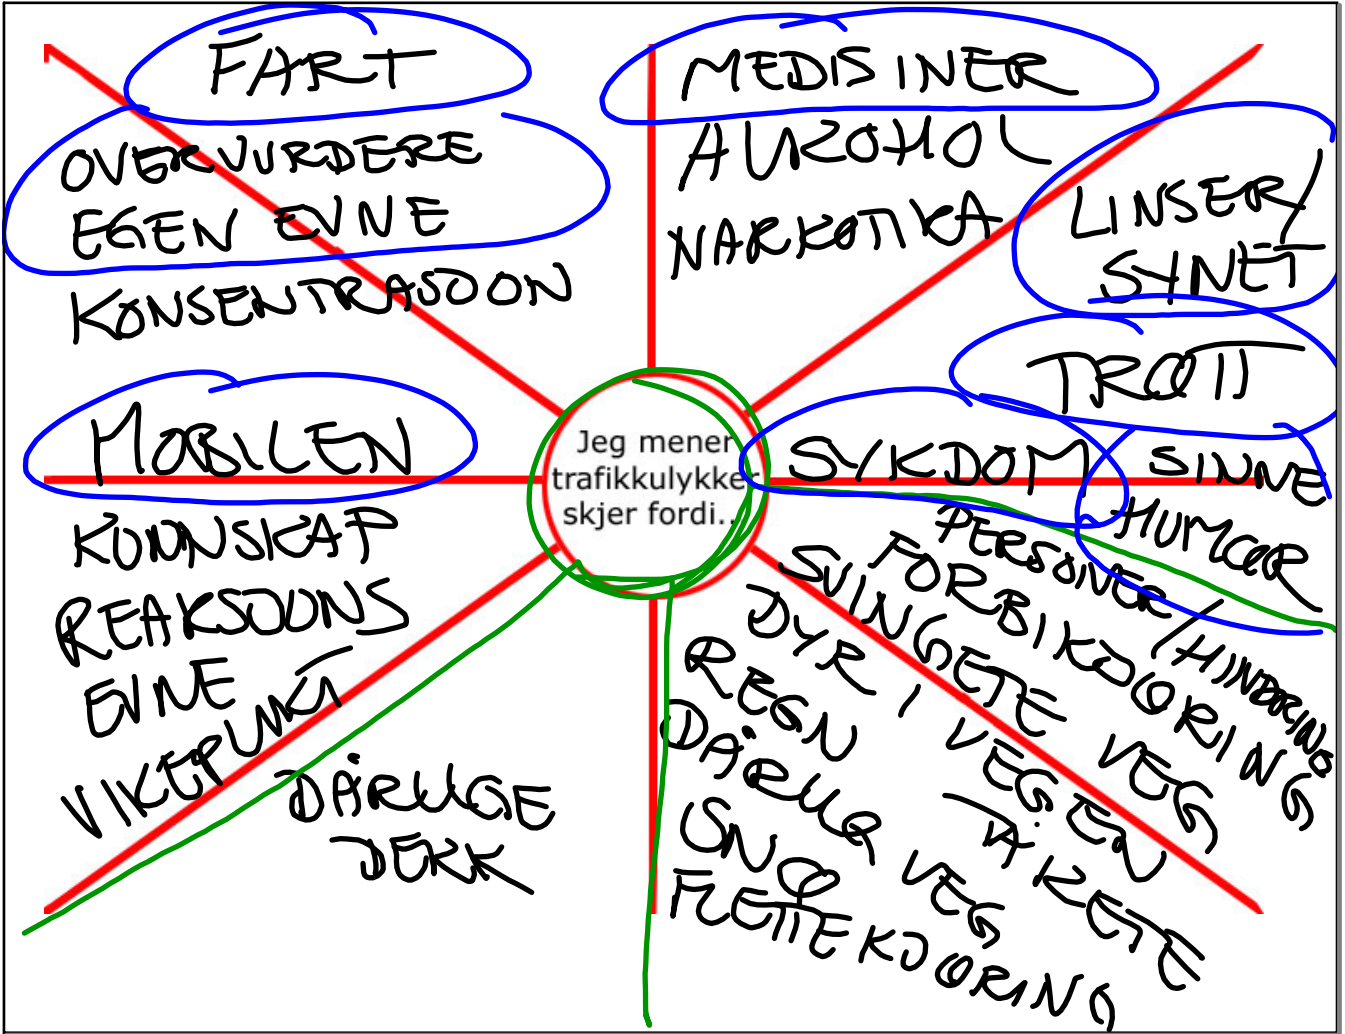 FART
OVERVURDERE
EGEN EVNE
KONSENTRASJON
MEDISINER
ALKOHOL
NARKOTIKA
LINSER/
SYNET
TRØTT
MOBILEN
KUNNSKAP
REAKSJONS
EVNE
VIKEPLIKT
Jeg mener
trafikkulykker
skjer fordi..
SYKDOM
SINNE
HUMØR
PERSONER/HINDRING
FORBIKJØRING
SVINGETE VEG
DYR I VEGEN
TÅKETE
REGN
DÅRLIG VEG
SNØ
FLETTEKJØRING
DÅRLIGE
DEKK